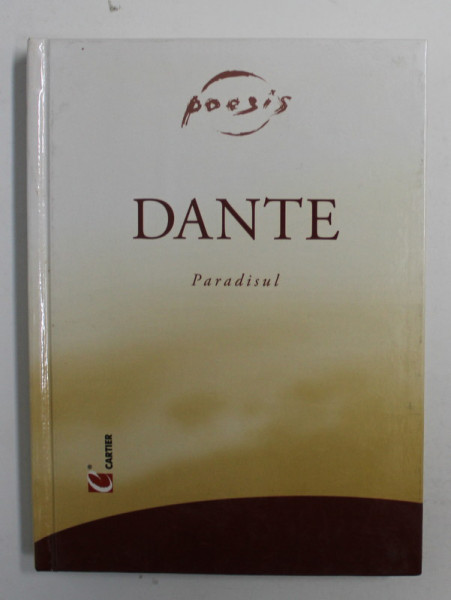 poesis
DANTE
Paradisul
CARTIER